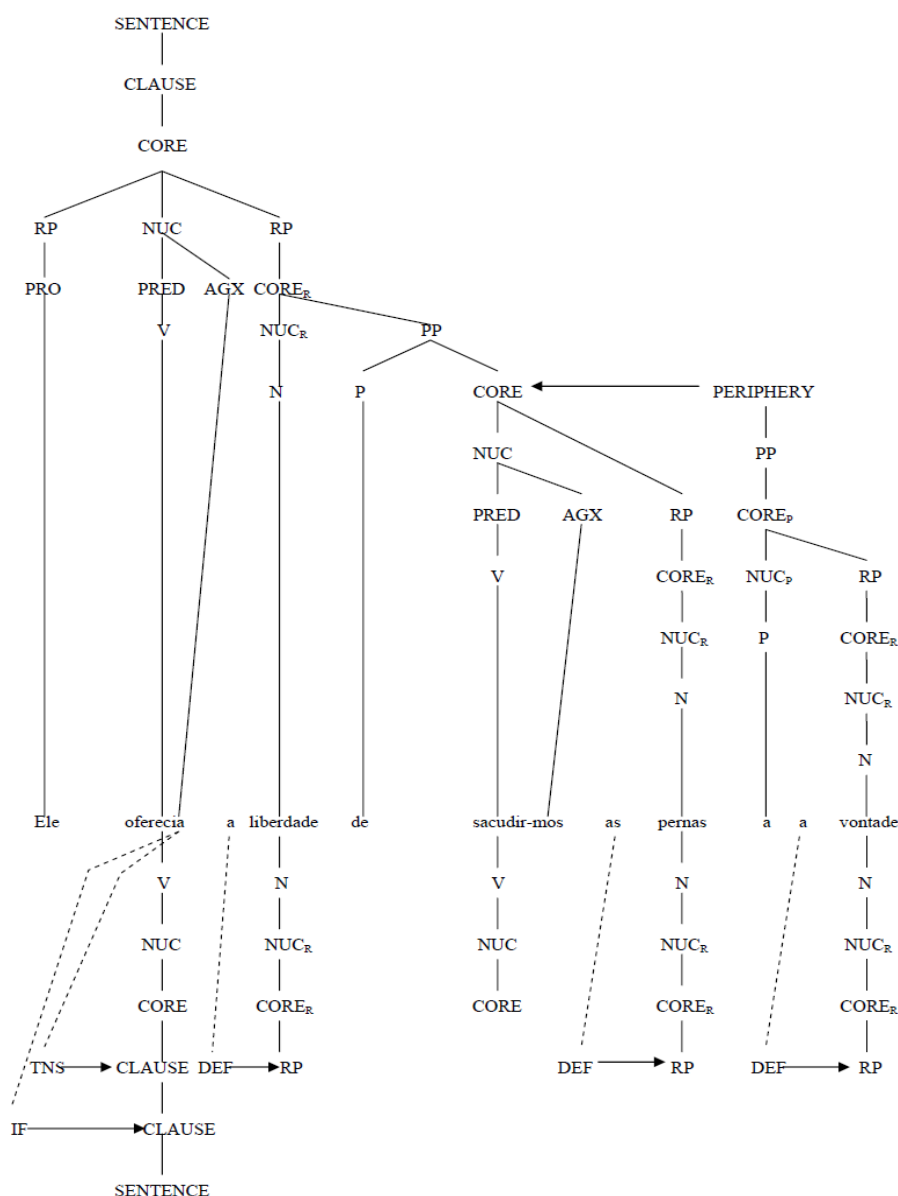 SENTENCE
CLAUSE
CORE
RP NUC RP
PRO PRED AGX CORER
V NUCR PP
N P CORE PERIPHERY
NUC PP
PRED AGX RP COREP
V CORER NUCP RP
NUCR P CORER
N NUCR
N
Ele oferecia a liberdade de sacudir-mos as pernas a a vontade
V N V N N
NUC NUCR NUC NUCR NUCR
CORE CORER CORE CORER CORER
TNS CLAUSE DEF RP DEF RP DEF RP
IF CLAUSE
SENTENCE